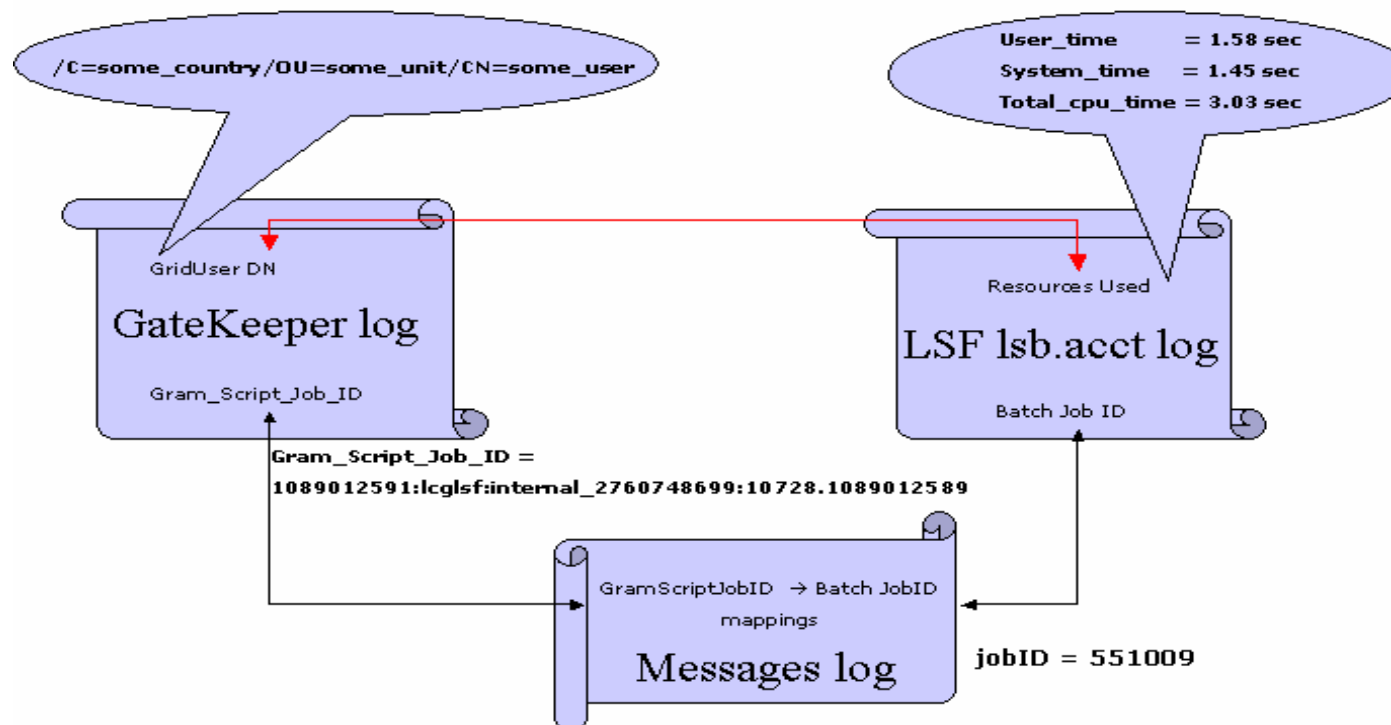 /C=some_country/OU=some_unit/CN=some_user
User_time = 1.58 sec
System_time = 1.45 sec
Total_cpu_time = 3.03 sec
GridUser DN
GateKeeper log
Gram_Script_Job_ID
Resources Used
LSF lsb.acct log
Batch Job ID
Gram_Script_Job_ID =
1089012591:lcglsf:internal_2760748699:10728.1089012589
GramScriptJobID → Batch JobID
mappings
Messages log
jobID = 551009